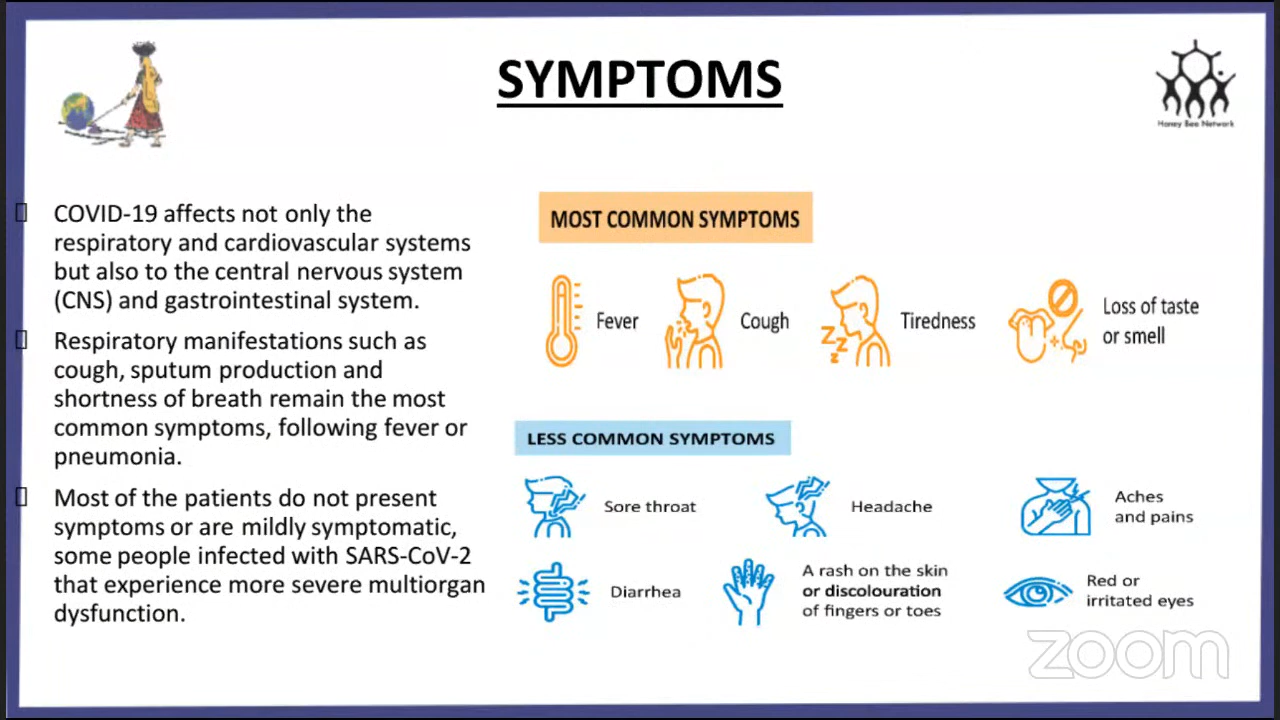 SYMPTOMS
Honey Bee Network
COVID-19 affects not only the
respiratory and cardiovascular systems
but also to the central nervous system
(CNS) and gastrointestinal system.
Respiratory manifestations such as
cough, sputum production and
shortness of breath remain the most
common symptoms, following fever or
pneumonia.
Most of the patients do not present
symptoms or are mildly symptomatic,
some people infected with SARS-CoV-2
that experience more severe multiorgan
dysfunction.
MOST COMMON SYMPTOMS
Fever
Cough
Z Z Z
Tiredness
Loss of taste
or smell
LESS COMMON SYMPTOMS
Sore throat
Headache
Aches
and pains
Diarrhea
A rash on the skin
or discolouration
of fingers or toes
Red or
irritated eyes
zoom